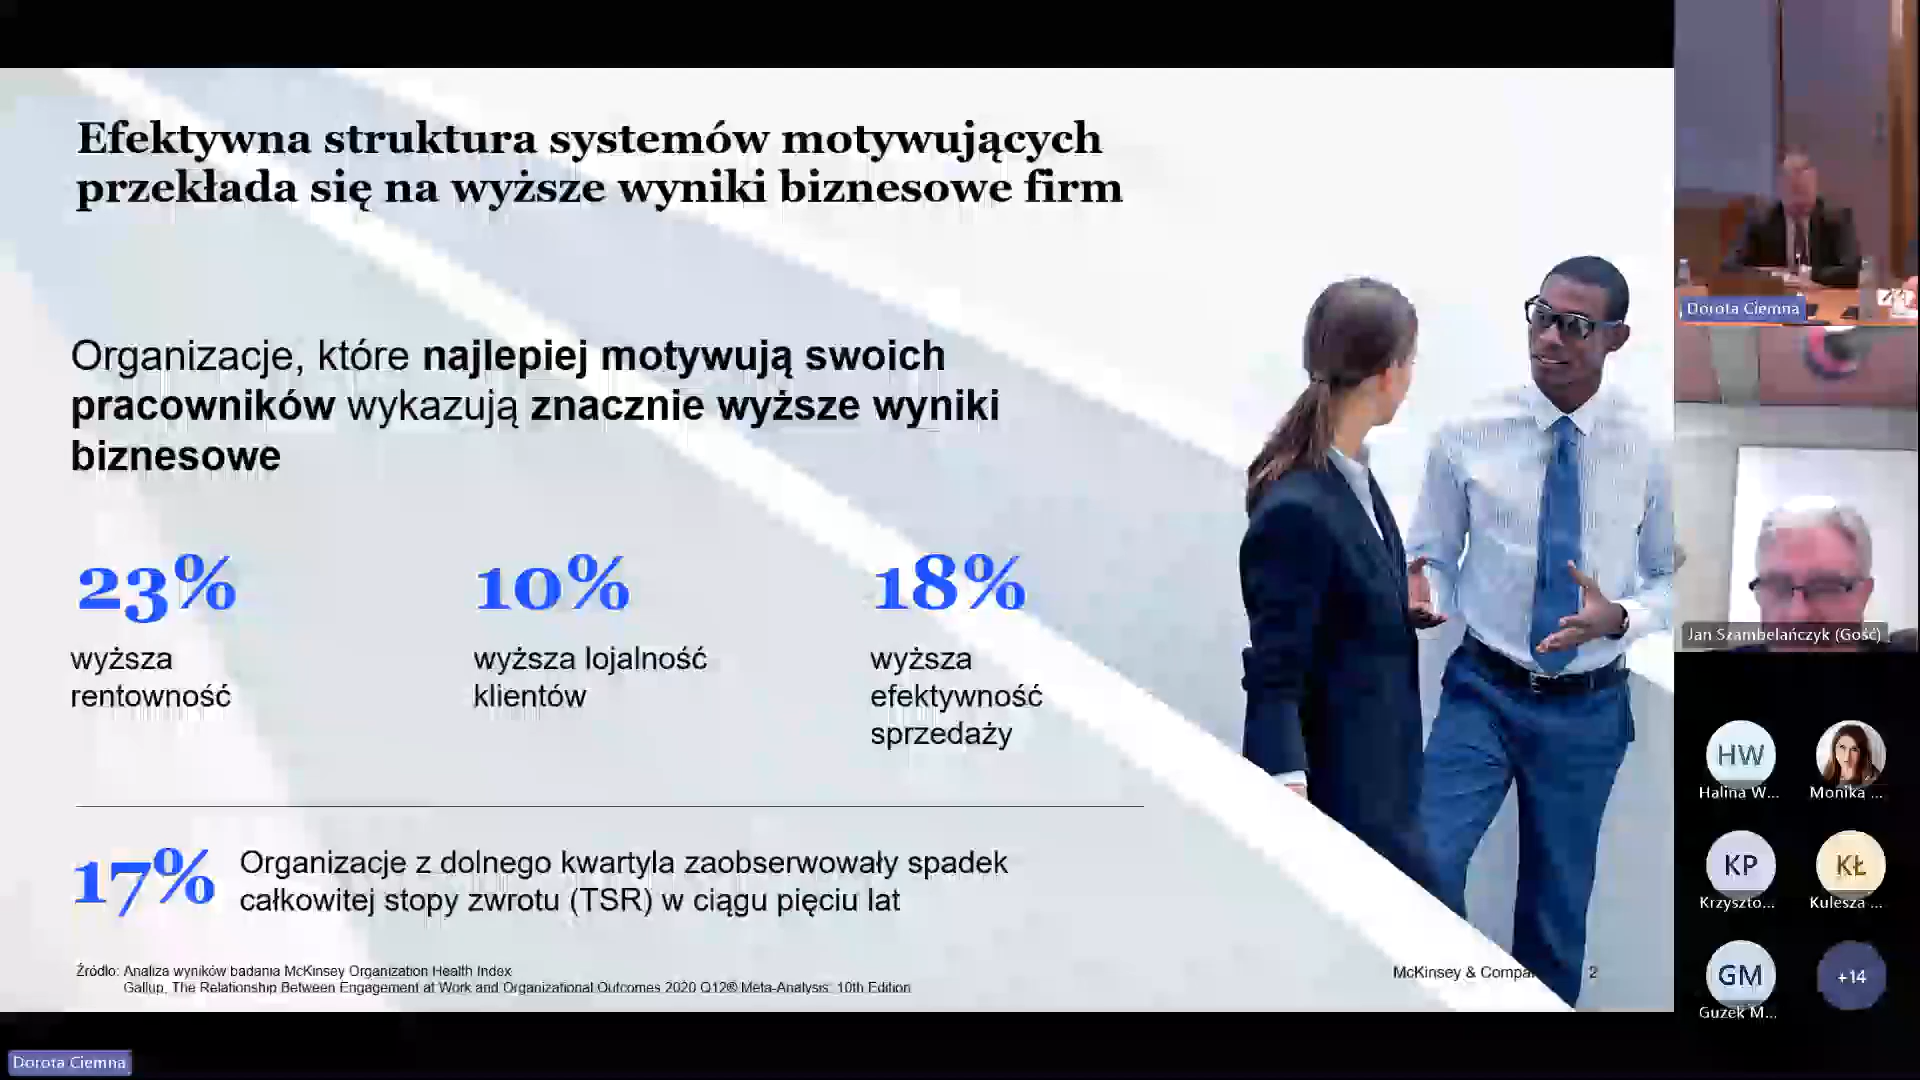 Efektywna struktura systemów motywujących
przekłada się na wyższe wyniki biznesowe firm
Organizacje, które najlepiej motywują swoich
pracowników wykazują znacznie wyższe wyniki
biznesowe
23%
wyższa
rentowność
10%
wyższa lojalność
klientów
18%
wyższa
efektywność
sprzedaży
17%
Organizacje z dolnego kwartyla zaobserwowały spadek
całkowitej stopy zwrotu (TSR) w ciągu pięciu lat
Źródło: Analiza wyników badania McKinsey Organization Health Index
Gallup, The Relationship Between Engagement at Work and Organizational Outcomes 2020 Q12® Meta-Analysis: 10th Edition
McKinsey & Compa
2
Dorota Ciemna
Jan Szambelańczyk (Gość)
HW
Halina W...
Monika ...
KP
Krzyszto...
KŁ
Kulesza ...
GM
Guzek M...
+14
Dorota Ciemna